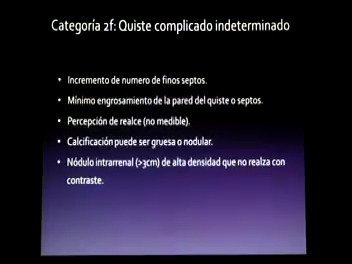 Categoría 2f: Quiste complicado indeterminado
• Incremento de numero de finos septos.
• Mínimo engrosamiento de la pared del quiste o septos.
• Percepción de realce (no medible).
• Calcificación puede ser gruesa o nodular.
• Nódulo intrarrenal (>3cm) de alta densidad que no realza con
contraste.